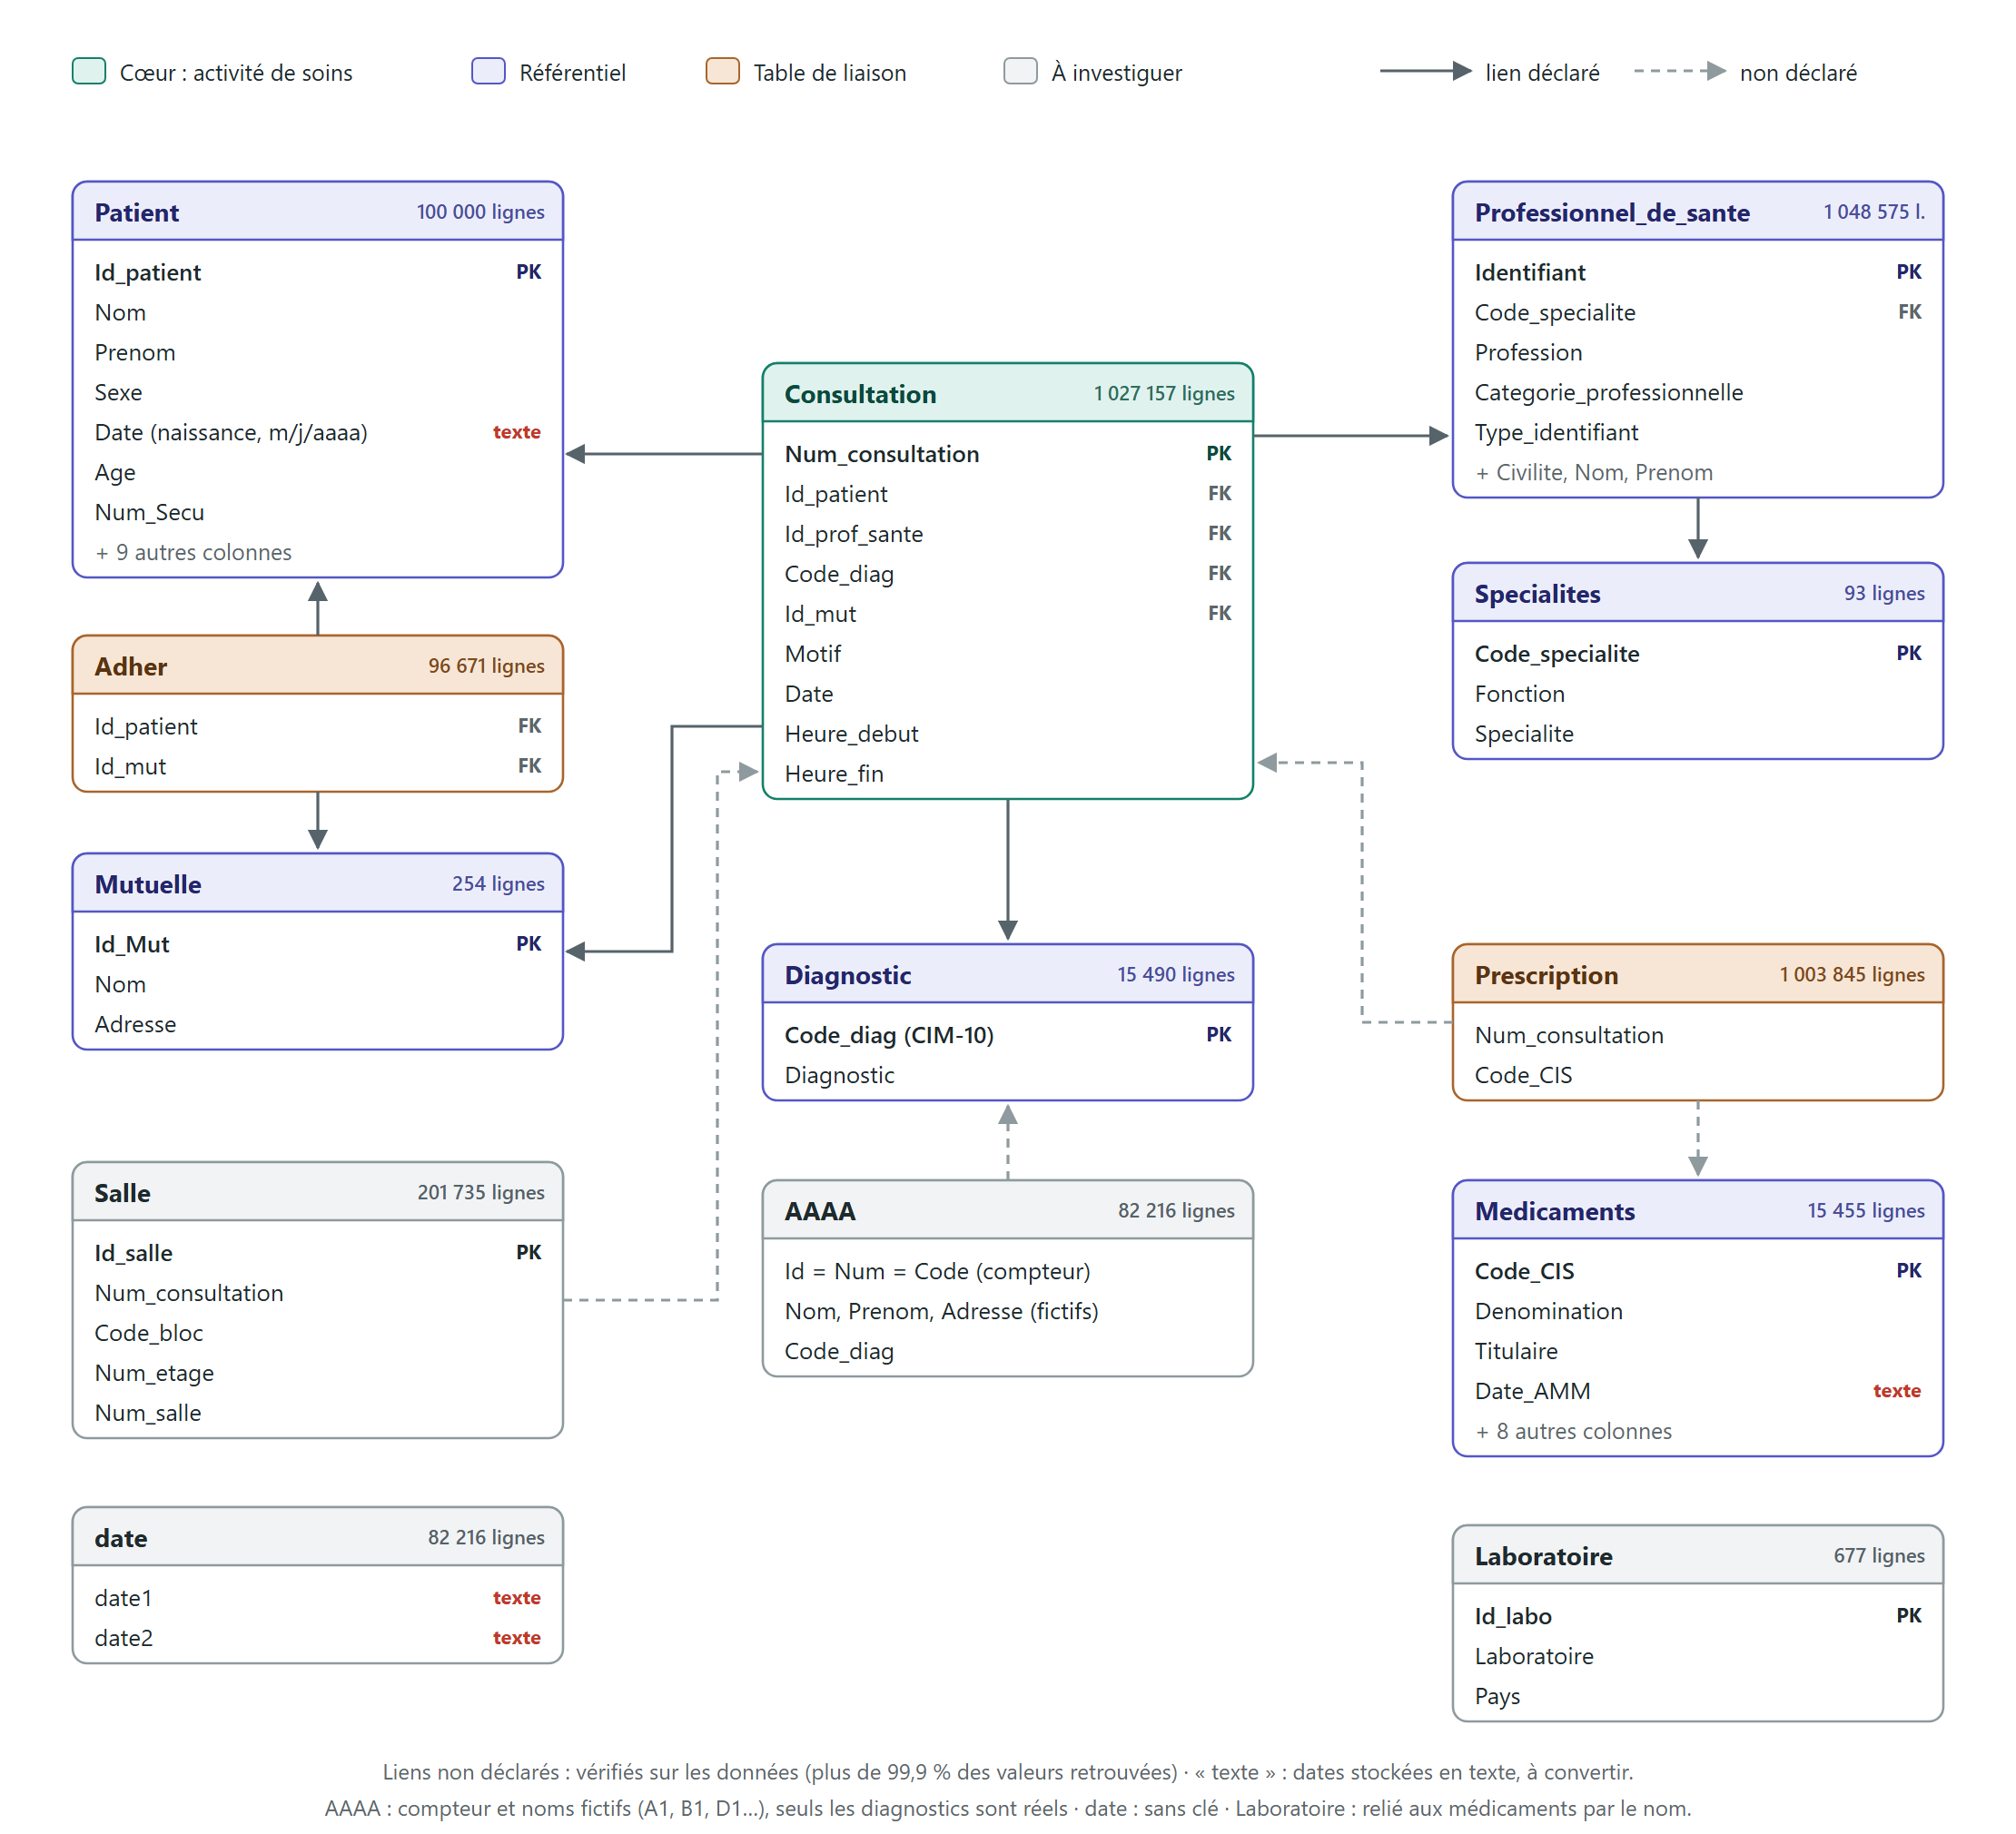 Cœur : activité de soins
Référentiel
Table de liaison
À investiguer
lien déclaré
non déclaré
Patient 100 000 lignes
Id_patient PK
Nom
Prenom
Sexe
Date (naissance, m/j/aaaa) texte
Age
Num_Secu
+ 9 autres colonnes
Professionnel_de_sante 1 048 575 l.
Identifiant PK
Code_specialite FK
Profession
Categorie_professionnelle
Type_identifiant
+ Civilite, Nom, Prenom
Consultation 1 027 157 lignes
Num_consultation PK
Id_patient FK
Id_prof_sante FK
Code_diag FK
Id_mut FK
Motif
Date
Heure_debut
Heure_fin
Specialites 93 lignes
Code_specialite PK
Fonction
Specialite
Adher 96 671 lignes
Id_patient FK
Id_mut FK
Mutuelle 254 lignes
Id_Mut PK
Nom
Adresse
Diagnostic 15 490 lignes
Code_diag (CIM-10) PK
Diagnostic
Prescription 1 003 845 lignes
Num_consultation
Code_CIS
Salle 201 735 lignes
Id_salle PK
Num_consultation
Code_bloc
Num_etage
Num_salle
AAAA 82 216 lignes
Id = Num = Code (compteur)
Nom, Prenom, Adresse (fictifs)
Code_diag
Medicaments 15 455 lignes
Code_CIS PK
Denomination
Titulaire
Date_AMM texte
+ 8 autres colonnes
date 82 216 lignes
date1 texte
date2 texte
Laboratoire 677 lignes
Id_labo PK
Laboratoire
Pays
Liens non déclarés : vérifiés sur les données (plus de 99,9 % des valeurs retrouvées) · « texte » : dates stockées en texte, à convertir.
AAAA : compteur et noms fictifs (A1, B1, D1…), seuls les diagnostics sont réels · date : sans clé · Laboratoire : relié aux médicaments par le nom.